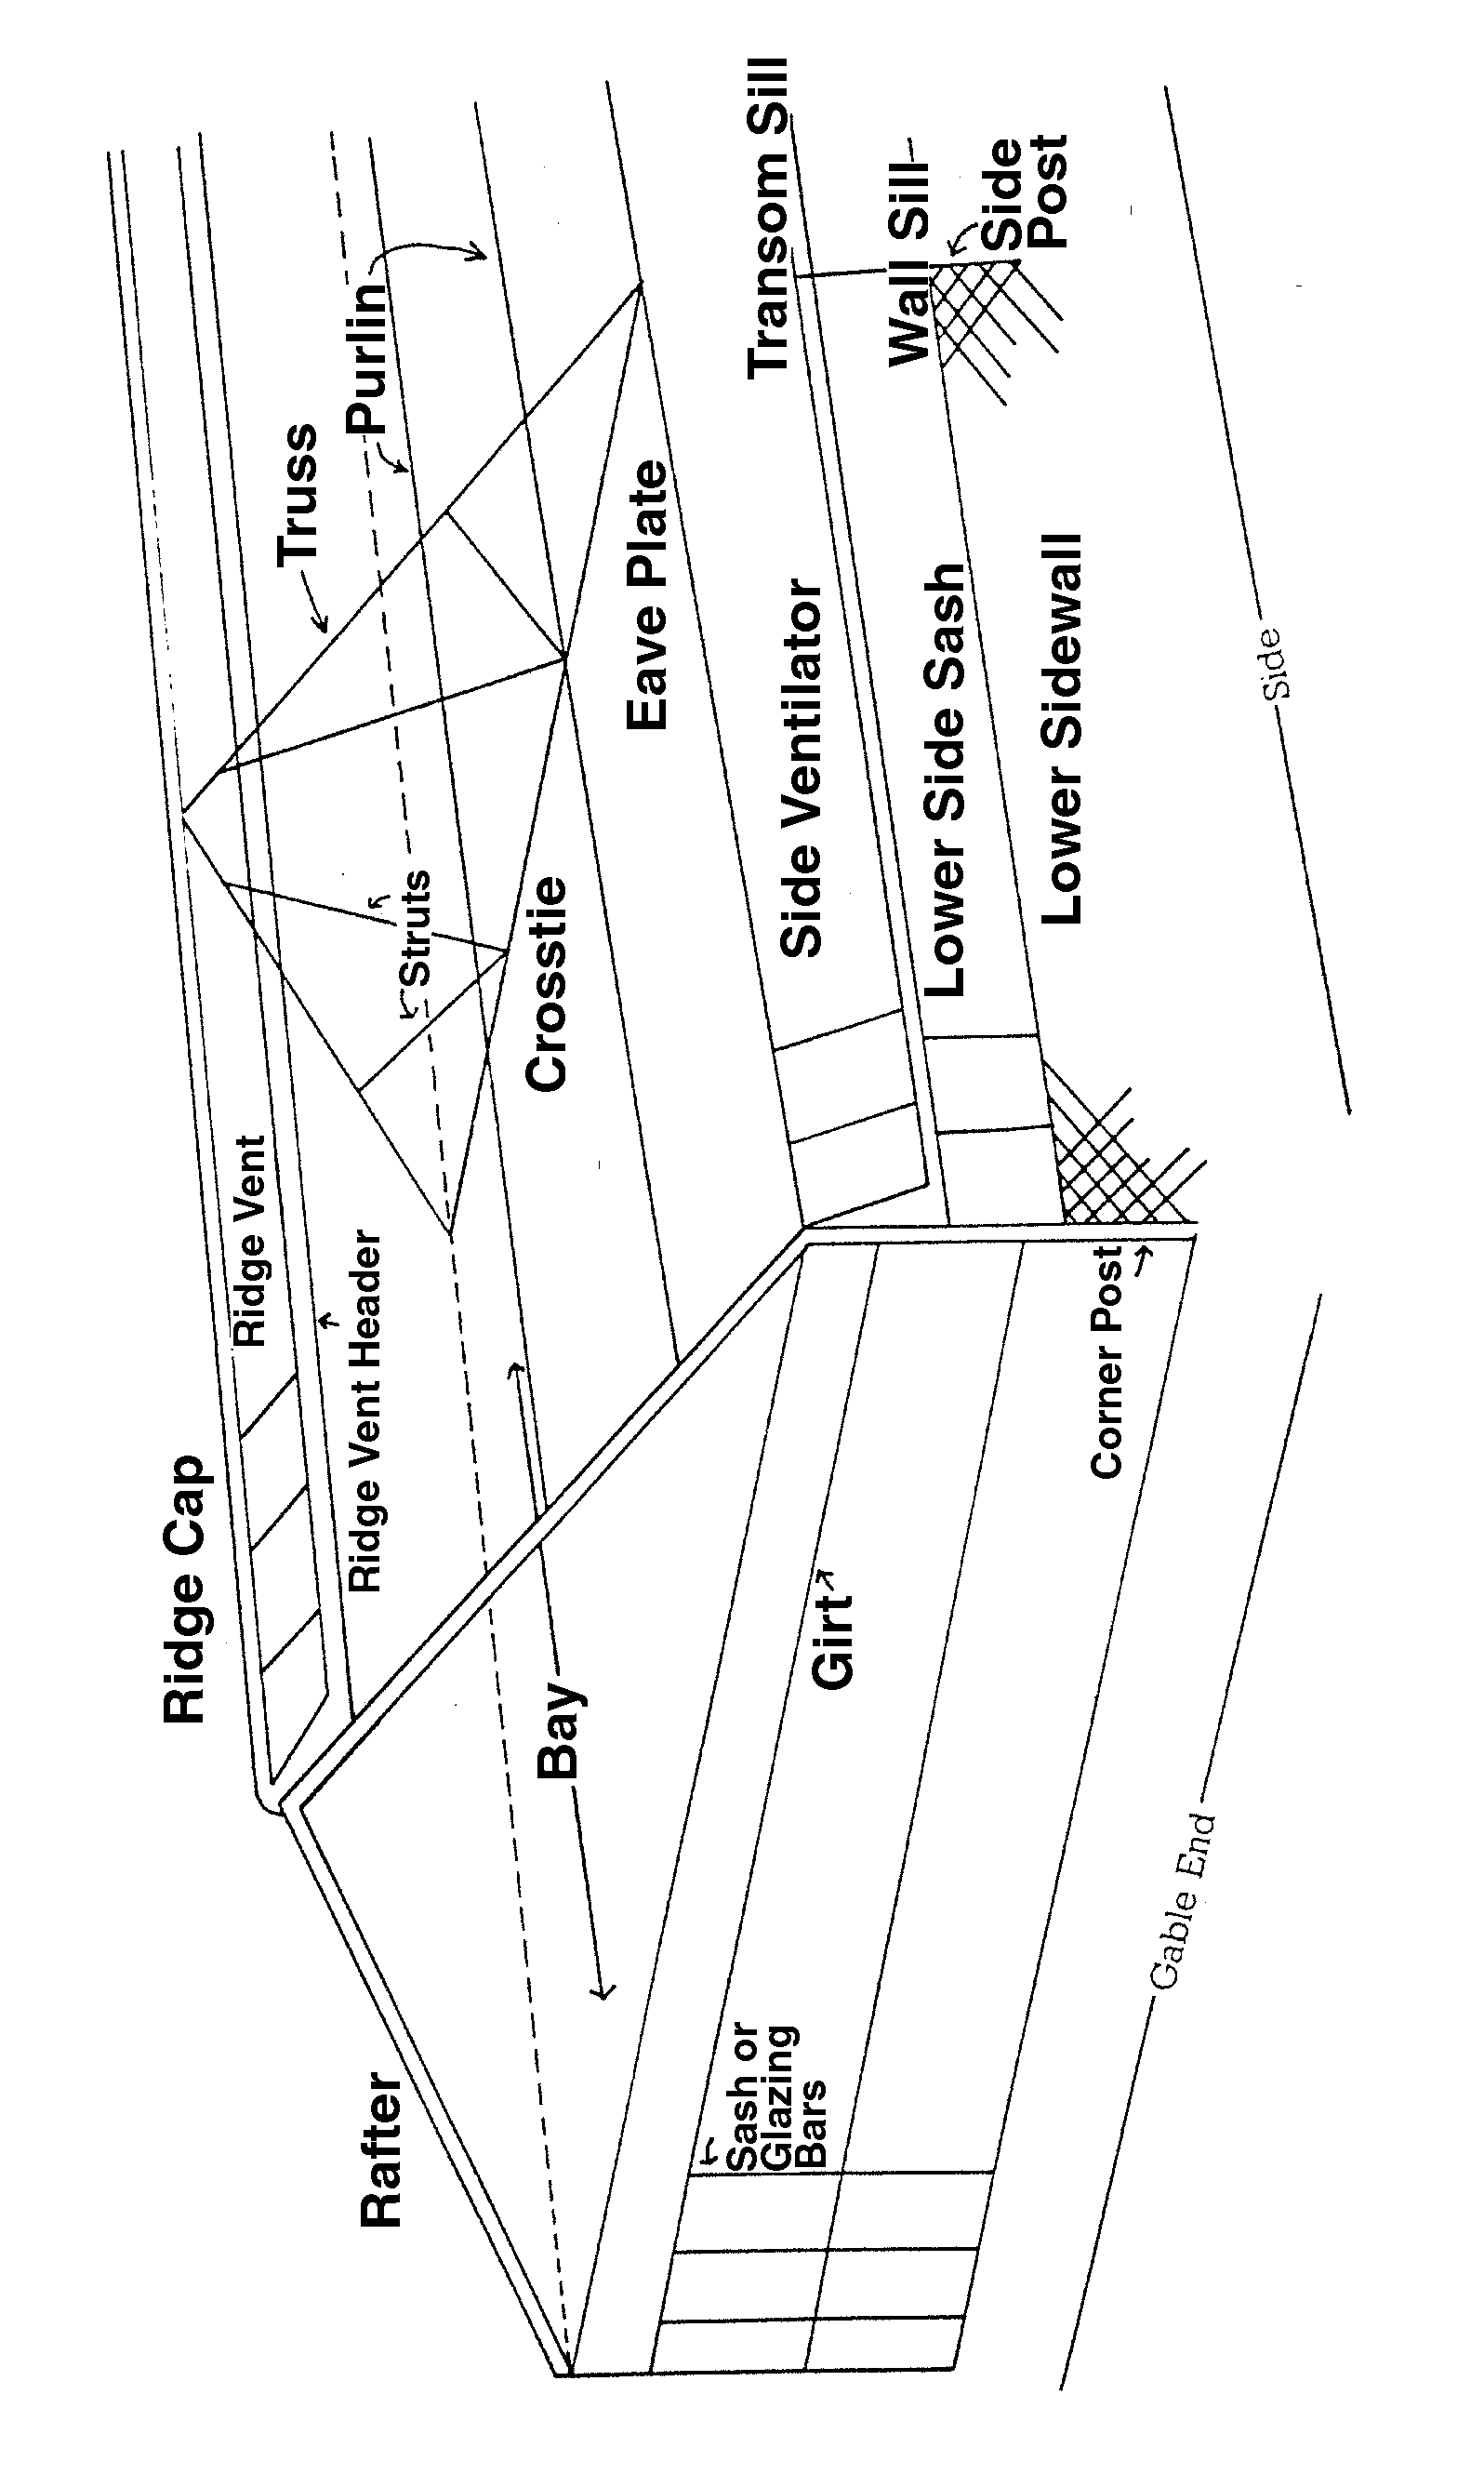 Ridge Cap
Ridge Vent
Ridge Vent Header
Truss
Purlin
Rafter
Struts
Crosstie
Bay
Eave Plate
Transom Sill
Side Ventilator
Wall Sill
Side
Post
Lower Side Sash
Lower Sidewall
Girt
Sash or
Glazing
Bars
Corner Post
Side
Gable End